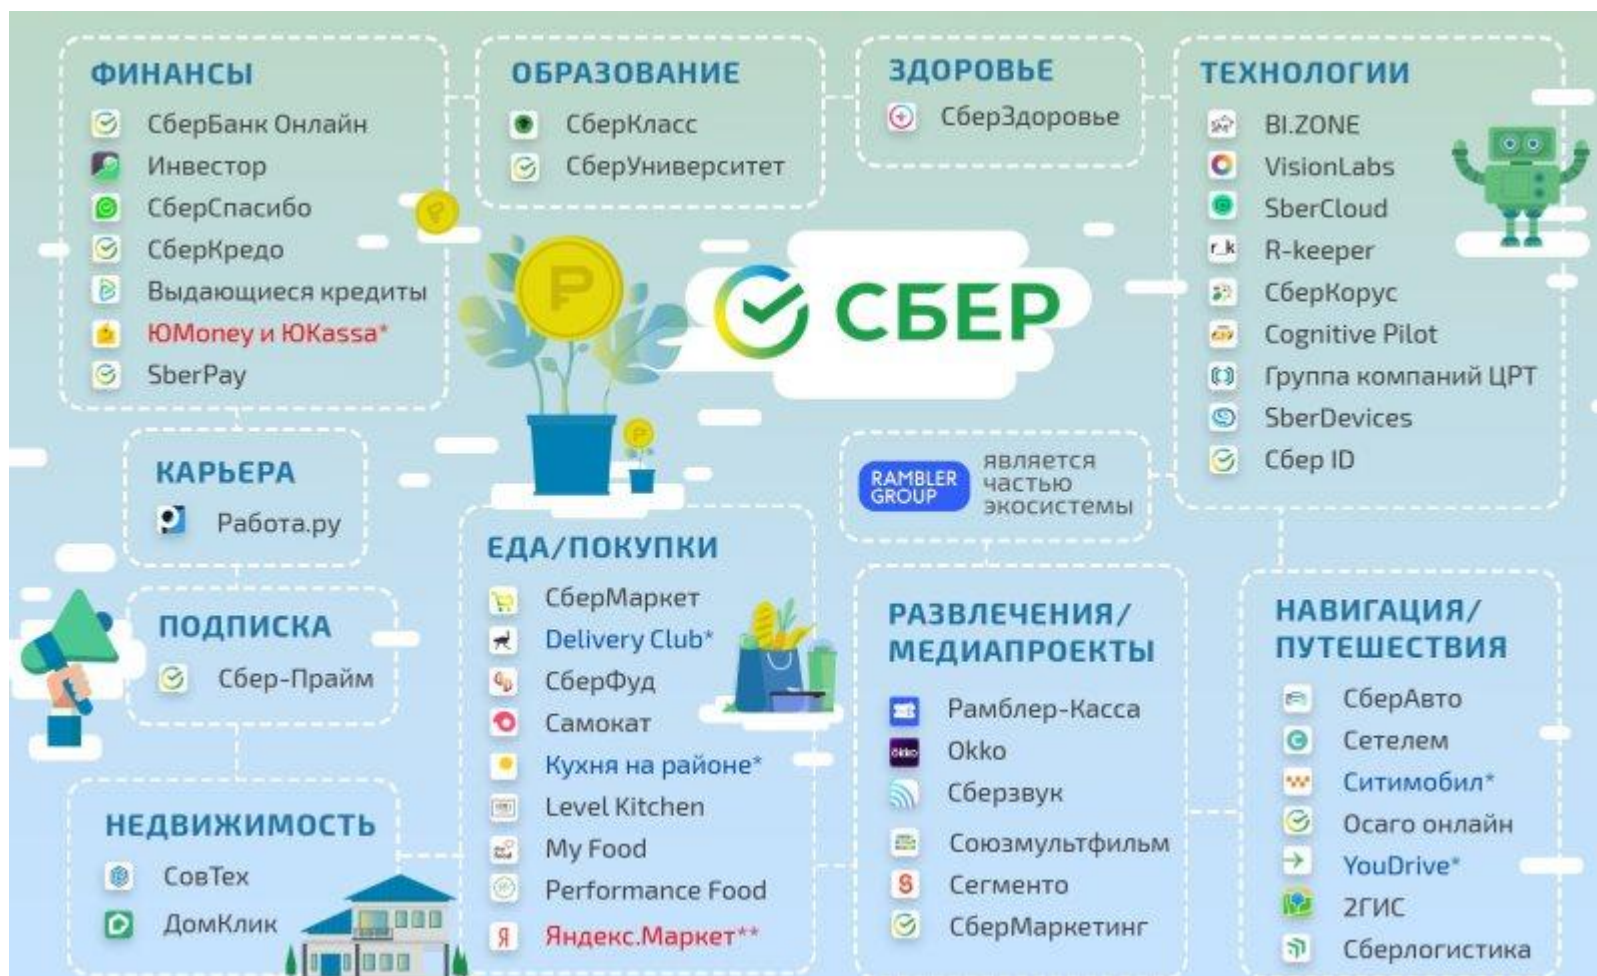 ФИНАНСЫ
СберБанк Онлайн
Инвестор
СберСпасибо
СберКредо
Выдающиеся кредиты
ЮMoney и ЮKassa*
SberPay
ОБРАЗОВАНИЕ
СберКласс
СберУниверситет
ЗДОРОВЬЕ
СберЗдоровье
ТЕХНОЛОГИИ
BI.ZONE
VisionLabs
SberCloud
r_k R-keeper
СберКорус
Cognitive Pilot
Группа компаний ЦРТ
SberDevices
Сбер ID
СБЕР
КАРЬЕРА
Работа.ру
RAMBLER
GROUP
является
частью
экосистемы
ПОДПИСКА
Сбер-Прайм
НЕДВИЖИМОСТЬ
СовТех
ДомКлик
ЕДА/ПОКУПКИ
СберМаркет
Delivery Club*
СберФуд
Самокат
Кухня на районе*
Level Kitchen
My Food
Performance Food
Я Яндекс.Маркет**
РАЗВЛЕЧЕНИЯ/
МЕДИАПРОЕКТЫ
Рамблер-Касса
okko Okko
Сберзвук
Союзмультфильм
Сегменто
СберМаркетинг
НАВИГАЦИЯ/
ПУТЕШЕСТВИЯ
СберАвто
Сетелем
Ситимобил*
Осаго онлайн
YouDrive*
2ГИС
Сберлогистика